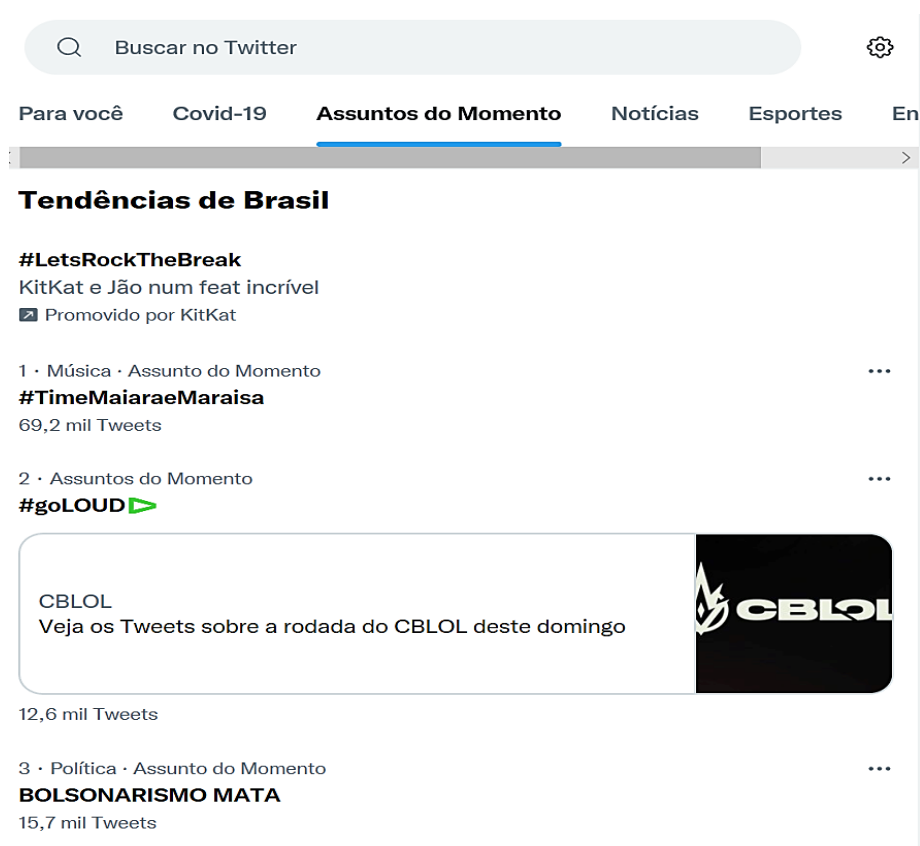 Buscar no Twitter
Para você Covid-19 Assuntos do Momento Notícias Esportes En
Tendências de Brasil
#LetsRockTheBreak
KitKat e Jão num feat incrível
Promovido por KitKat
1 · Música · Assunto do Momento
#TimeMaiaraeMaraisa
69,2 mil Tweets
2 · Assuntos do Momento
#goLOUD
CBLOL
Veja os Tweets sobre a rodada do CBLOL deste domingo
CBLOL
12,6 mil Tweets
3 · Política · Assunto do Momento
BOLSONARISMO MATA
15,7 mil Tweets